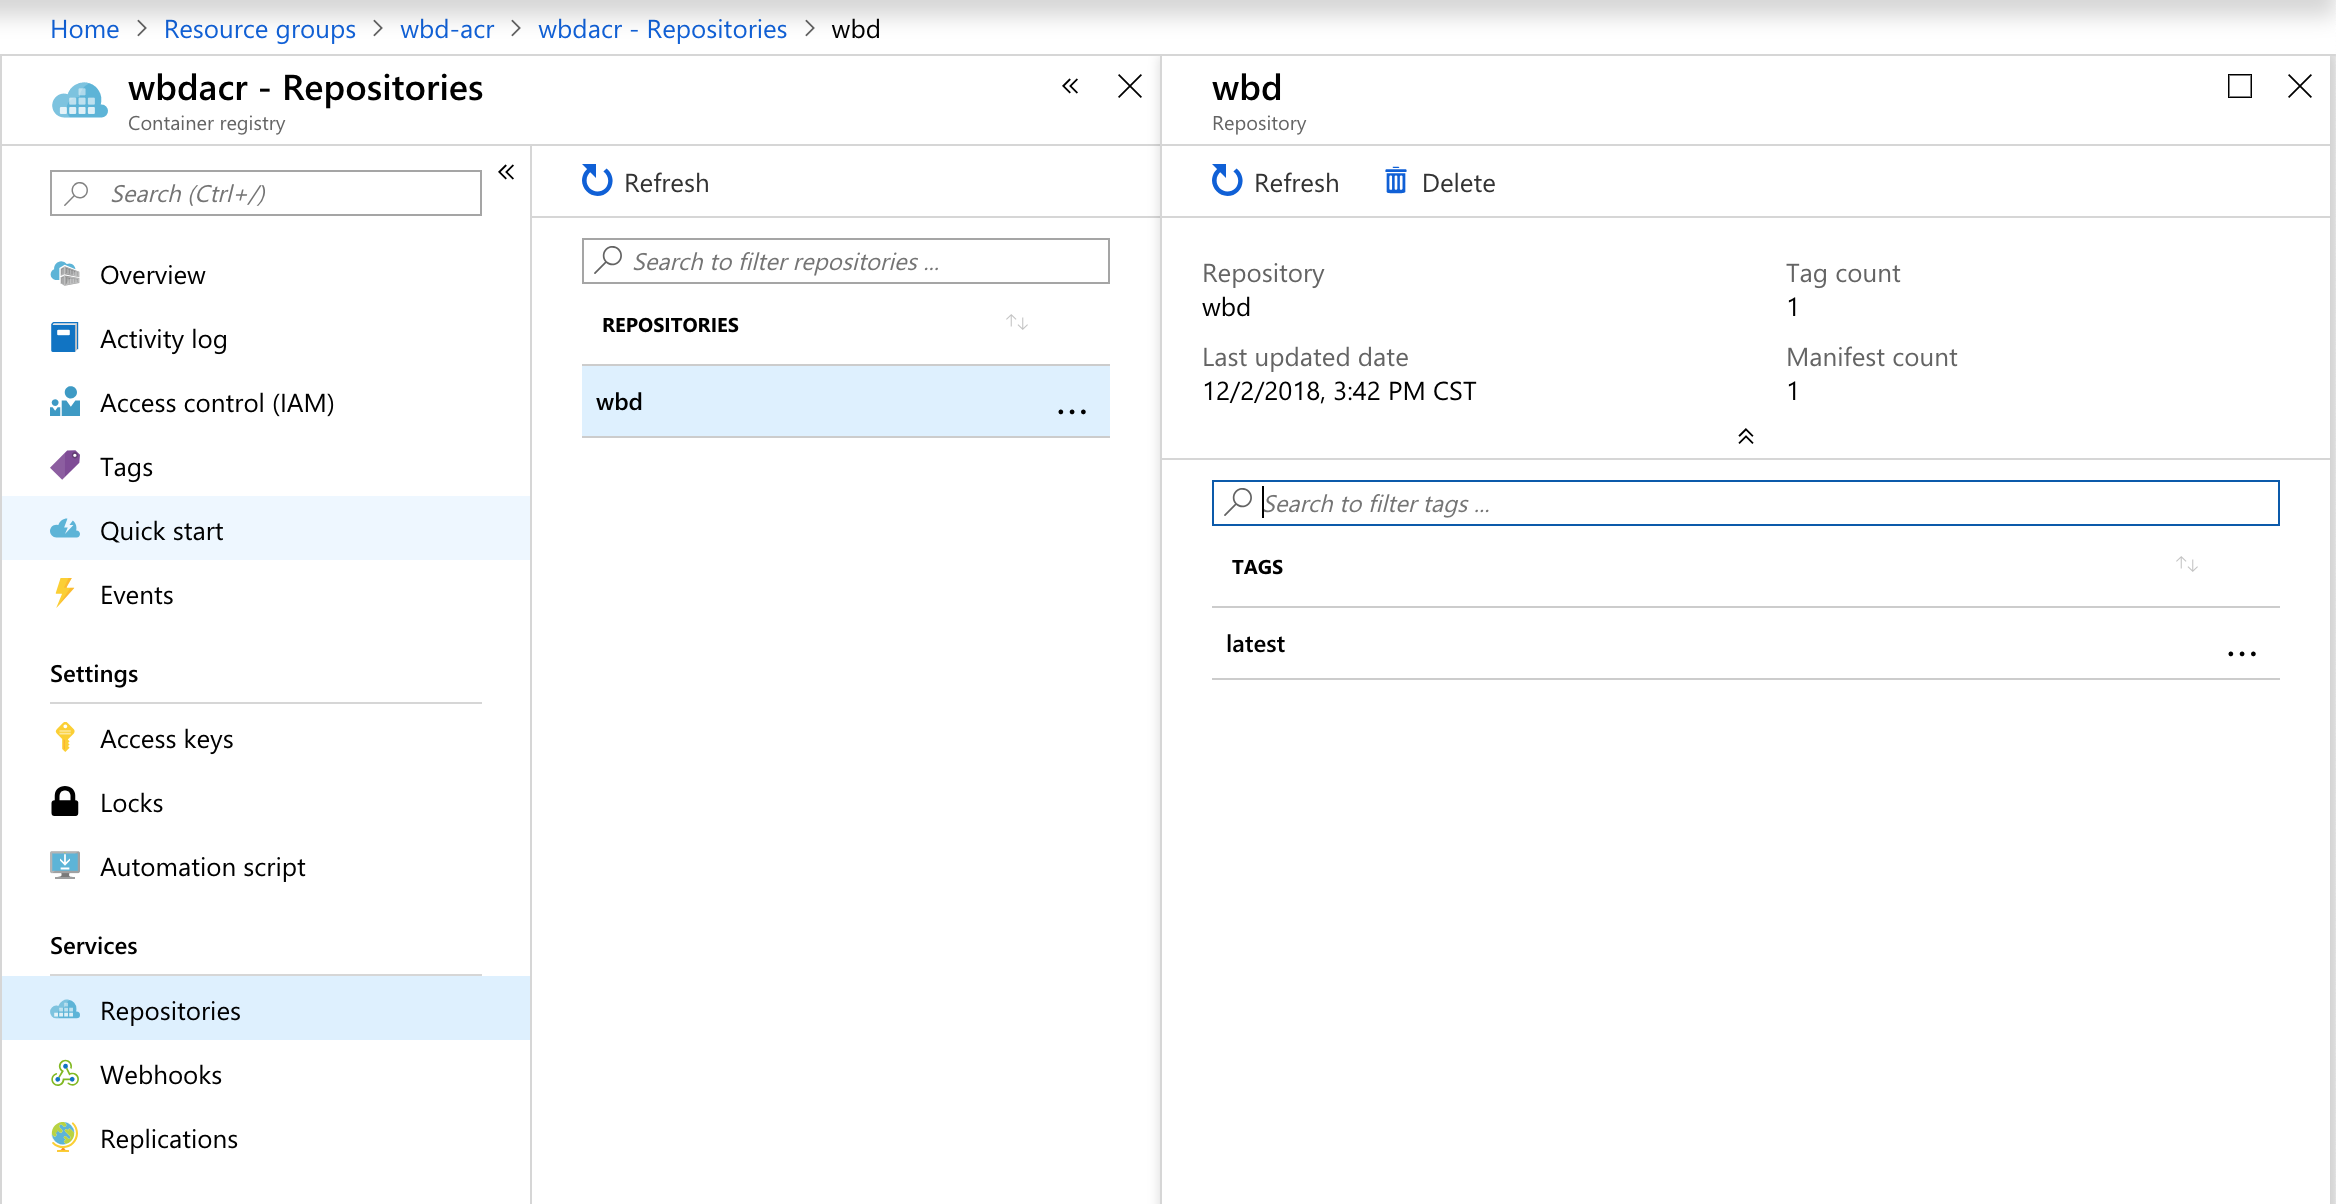 Home > Resource groups > wbd-acr > wbdacr - Repositories > wbd
wbdacr - Repositories
Container registry
Search (Ctrl+/)
Overview
Activity log
Access control (IAM)
Tags
Quick start
Events
Settings
Access keys
Locks
Automation script
Services
Repositories
Webhooks
Replications
Refresh
Search to filter repositories ...
REPOSITORIES
wbd
wbd
Repository
Refresh Delete
Repository
wbd
Tag count
1
Last updated date
12/2/2018, 3:42 PM CST
Manifest count
1
Search to filter tags ...
TAGS
latest